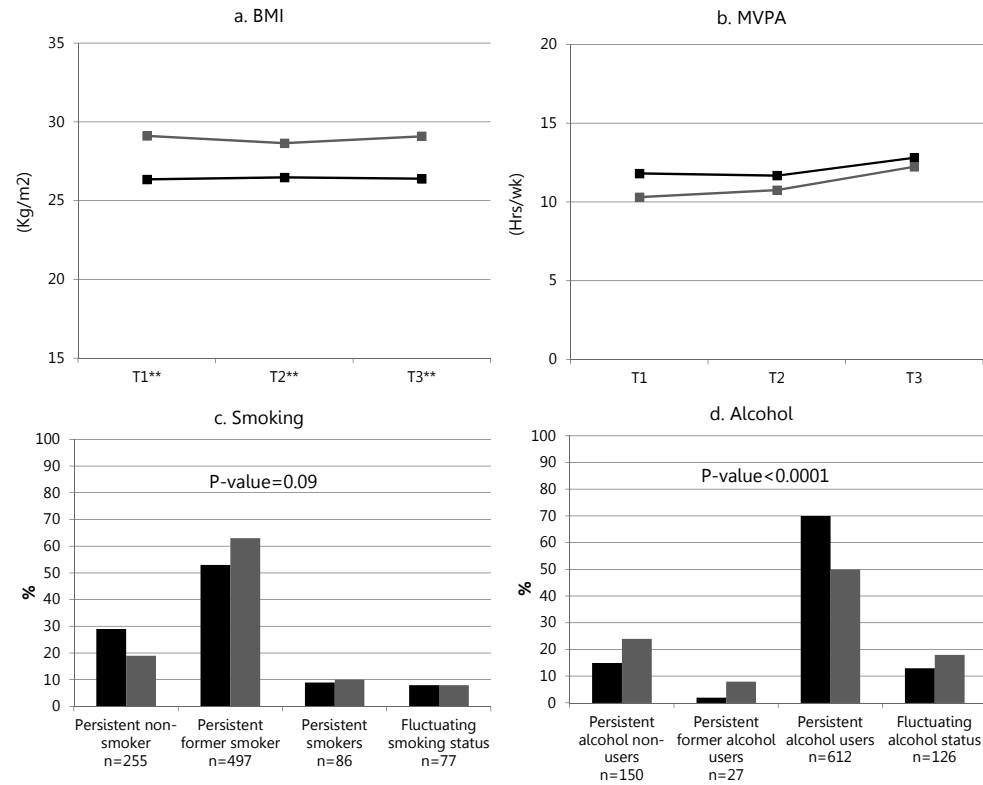 a. BMI
35
30
25
20
15
(Kg/m2)
T1**
T2**
T3**
b. MVPA
20
15
10
5
0
(Hrs/wk)
T1
T2
T3
c. Smoking
100
90
80
70
60
50
40
30
20
10
0
%
P-value=0.09
Persistent non-
smoker
n=255
Persistent
former smoker
n=497
Persistent
smokers
n=86
Fluctuating
smoking status
n=77
d. Alcohol
100
90
80
70
60
50
40
30
20
10
0
%
P-value<0.0001
Persistent
alcohol non-
users
n=150
Persistent
former alcohol
users
n=27
Persistent
alcohol users
n=612
Fluctuating
alcohol status
n=126